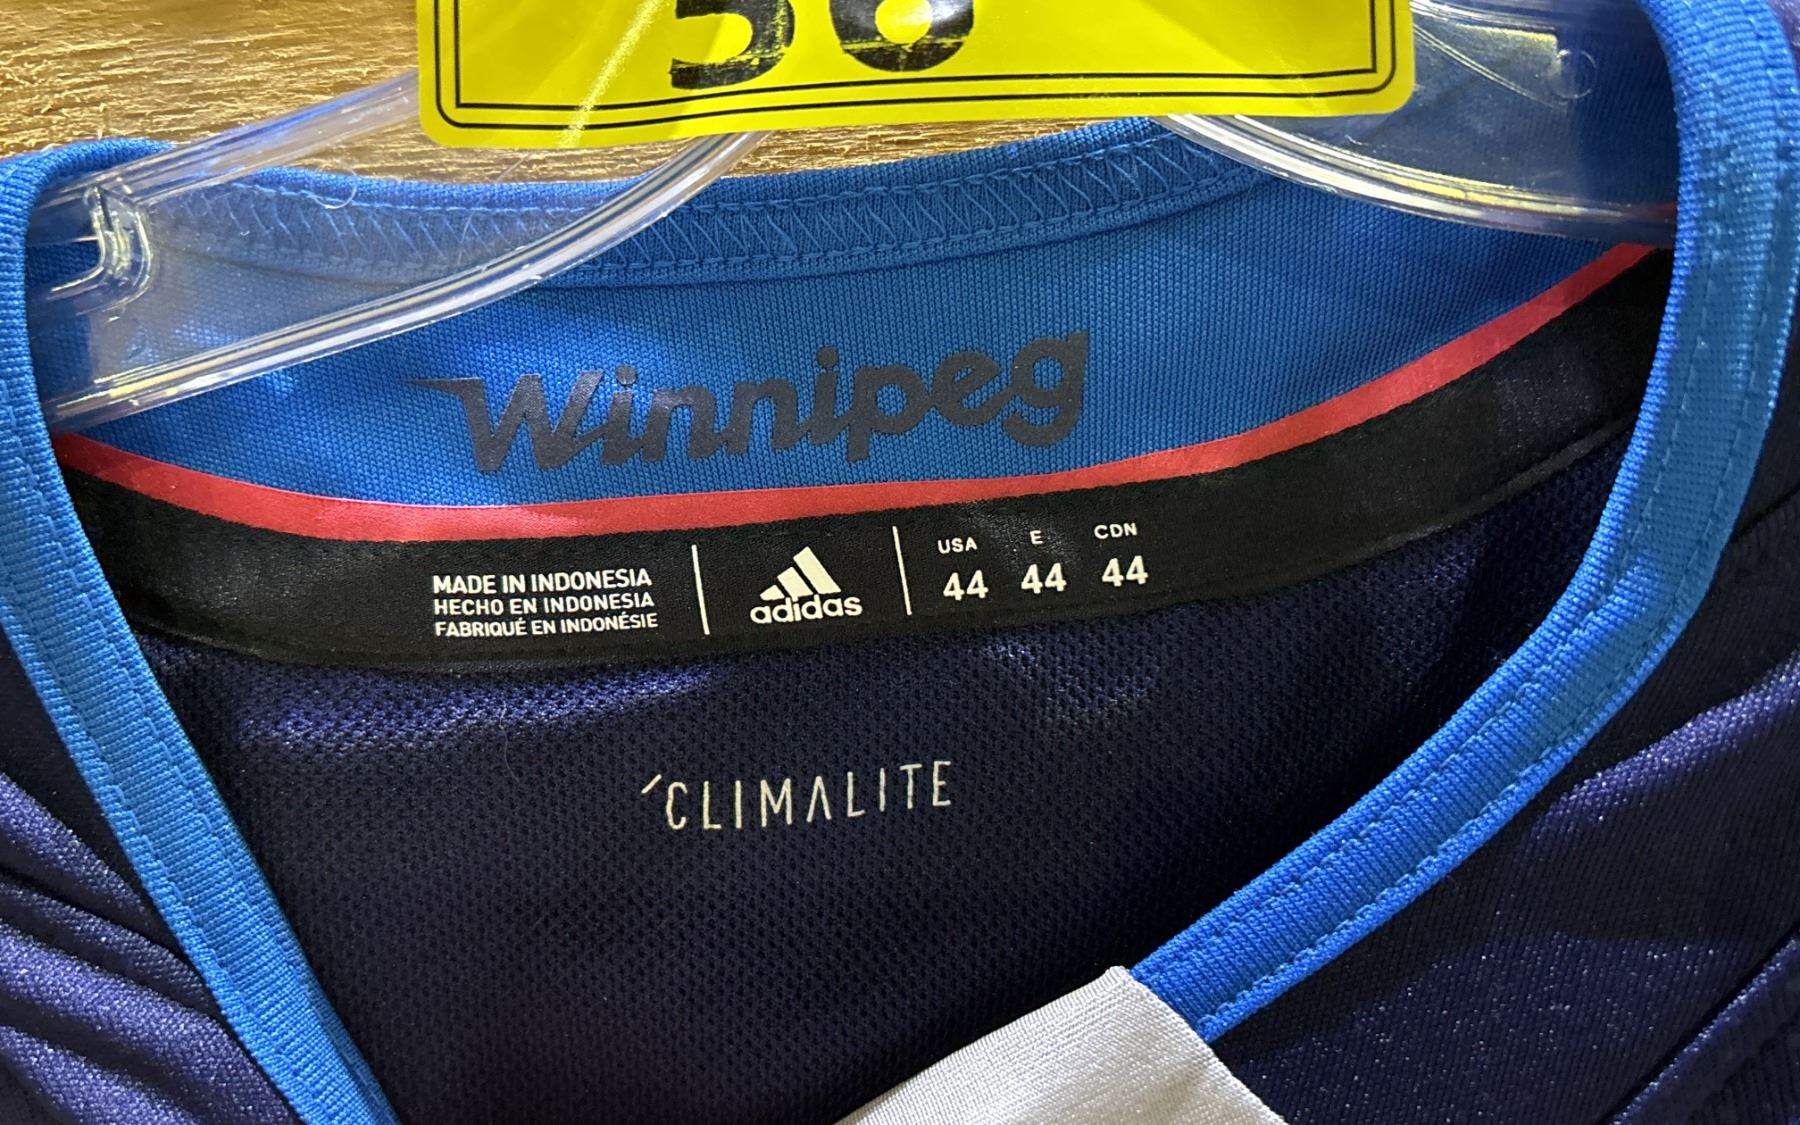 Winnipeg
MADE IN INDONESIA
HECHO EN INDONESIA
FABRIQUÉ EN INDONÉSIE
adidas
USA E CDN
44 44 44
CLIMALITE